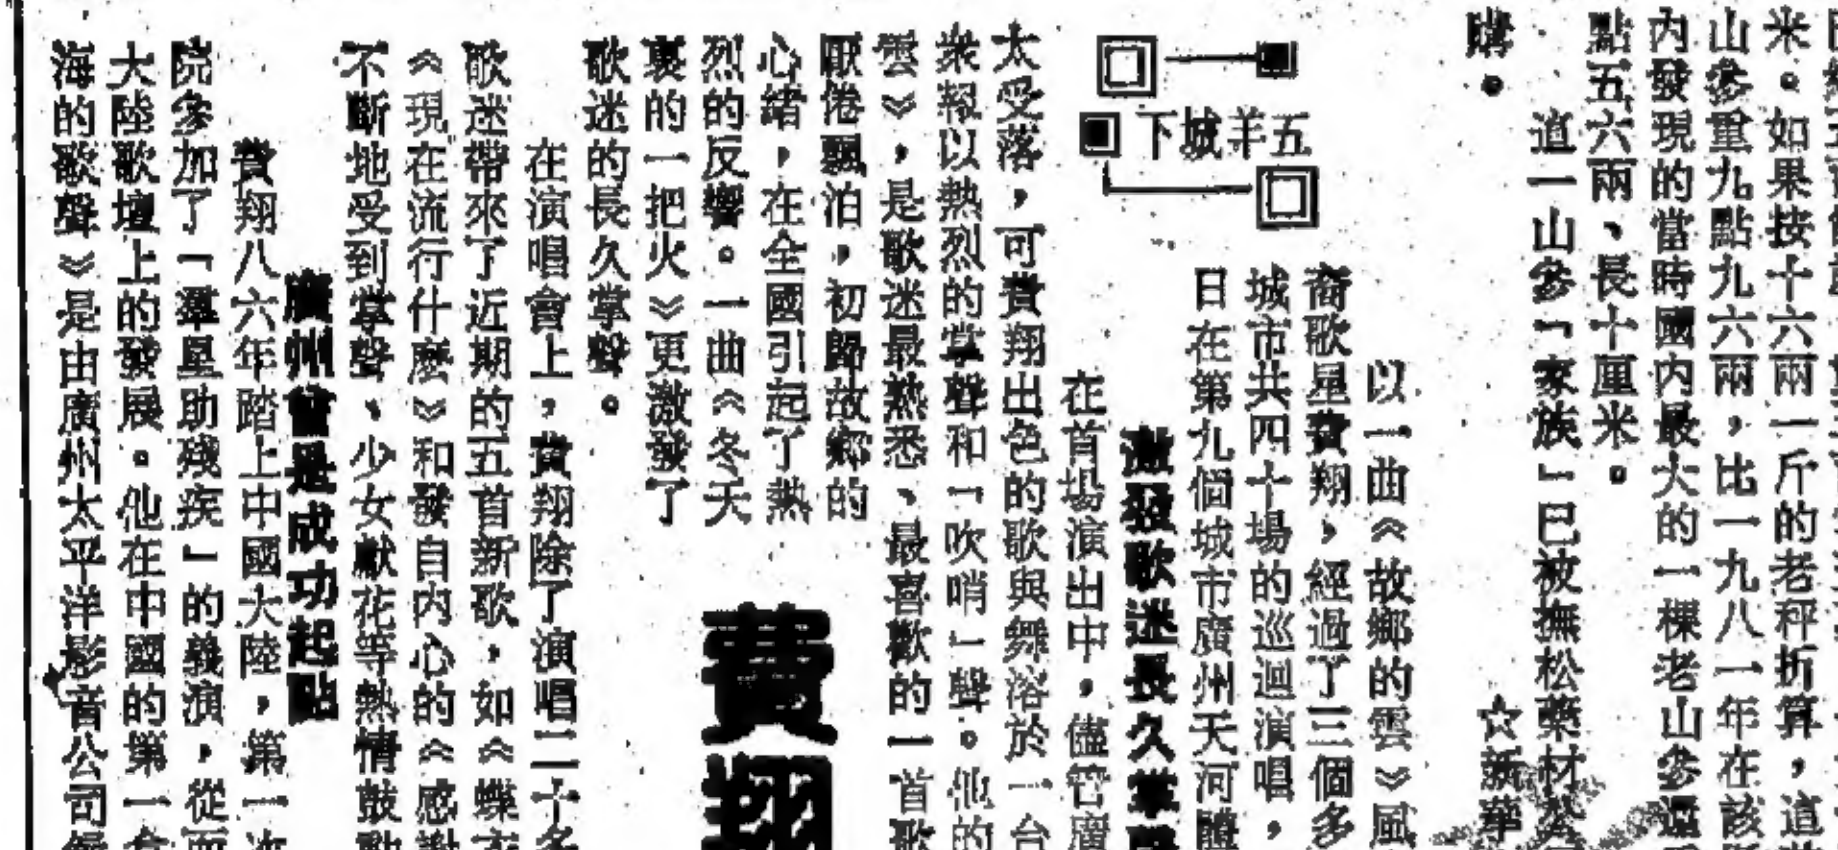 米。如果按十六兩一斤的老秤折算，這
山參重九點九六兩，比一九八一年在該
內發現的當時國內最大的一棵老山參還
點五六兩、長十厘米。
這一山參「家族」已被撫松藥材公
購。
☆新華
五羊城下
以一曲《故鄉的雲》風
裔歌星費翔，經過了三個多
城市共四十場的巡迴演唱，
日在第九個城市廣州天河體
激發歌迷長久掌聲
在首場演出中，儘管廣
太受落，可費翔出色的歌與舞溶於一台
衆報以熱烈的掌聲和「吹哨」聲。他的
雲》，是歌迷最熟悉、最喜歡的一首歌
厭倦飄泊，初歸故鄉的
心緒，在全國引起了熱
烈的反響。一曲《冬天
裏的一把火》更激發了
歌迷的長久掌聲。
費翔
在演唱會上，費翔除了演唱二十多
歌迷帶來了近期的五首新歌，如《蝶
《現在流行什麼》和發自內心的《感謝
不斷地受到掌聲、少女獻花等熱情鼓動
廣州曾是成功起點
費翔八六年踏上中國大陸，第一次
院參加了「羣星助殘疾」的義演，從而
大陸歌壇上的發展。他在中國的第一盒
海的歌聲》是由廣州太平洋影音公司